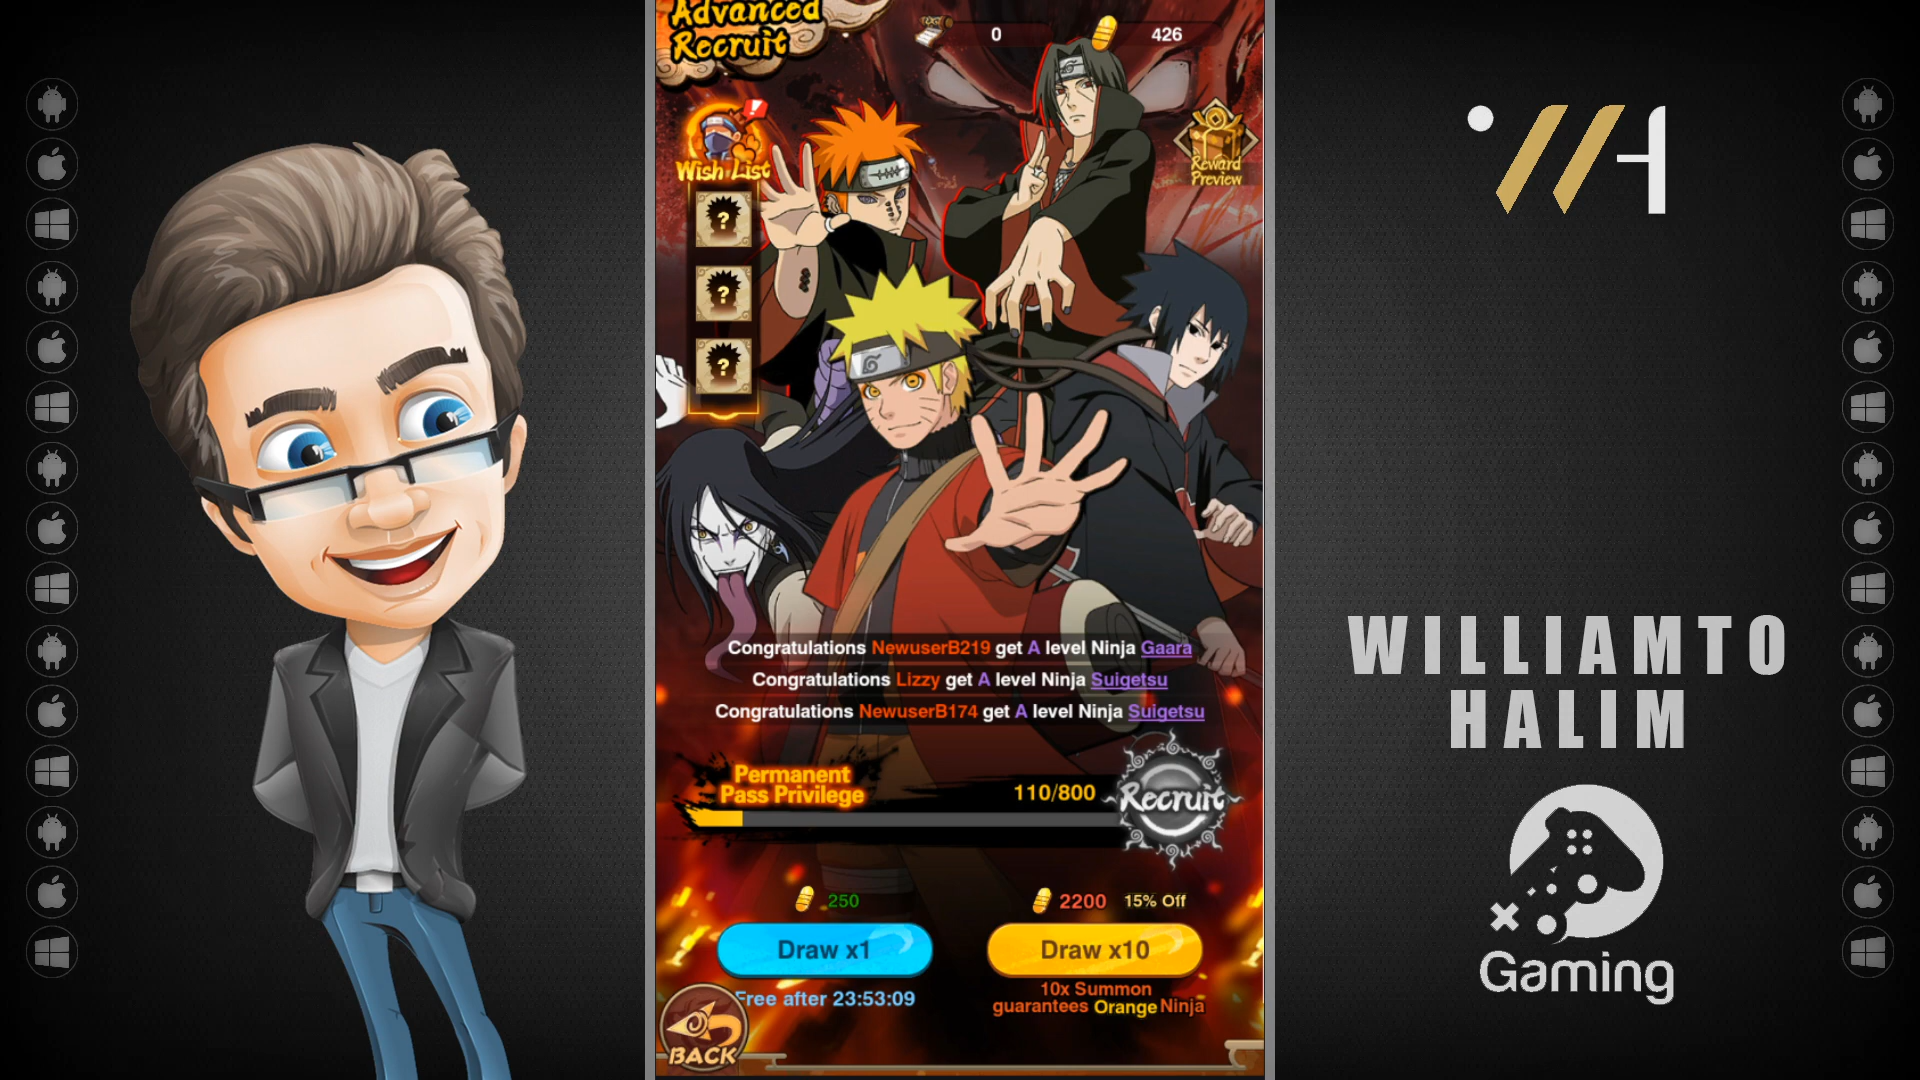 Advanced
Recruit
0
426
Wish List
Reward
Preview
?
?
?
Congratulations NewuserB219 get A level Ninja Gaara
Congratulations Lizzy get A level Ninja Suigetsu
Congratulations NewuserB174 get A level Ninja Suigetsu
Permanent
Pass Privilege
110/800
Recruit
250
2200 15% Off
Draw x1
Draw x10
Free after 23:53:09
10x Summon
guarantees Orange Ninja
BACK
WILLIAMTO
HALIM
Gaming